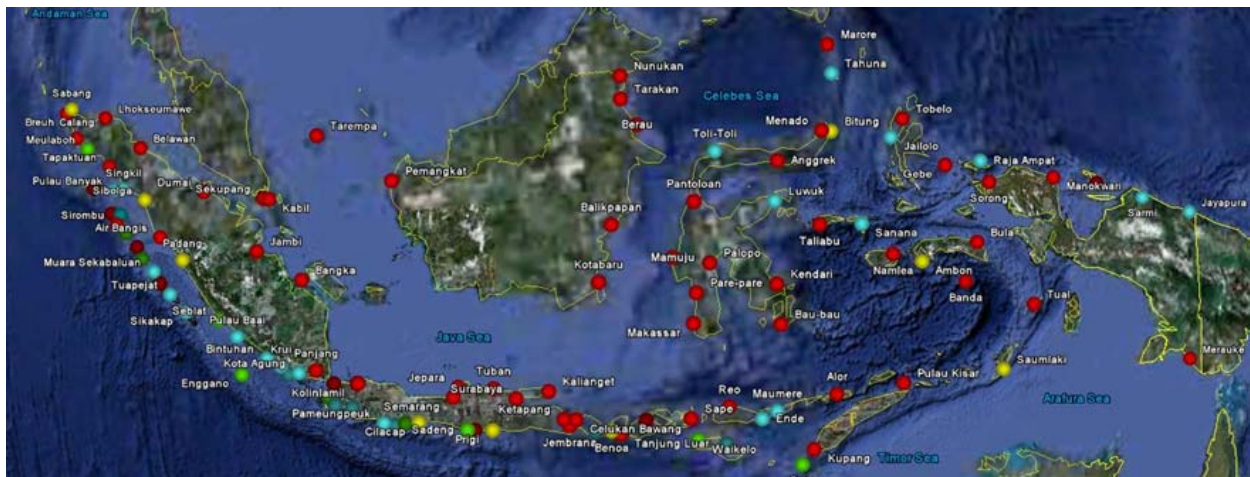 Andaman Sea
Marore
Nunukan
Tahuna
Sabang
Tarakan
Celebes Sea
Lhokseumawe
Tobelo
Breuh
Calang
Tarempa
Berau
Menado
Bitung
Meulaboh
Belawan
Toli-Toli
Jailolo
Tapaktuan
Anggrek
Raja Ampat
Singkil
Pemangkat
Gebe
Pulau Banyak
Dumai
Sekupang
Pantoloan
Luwuk
Manokwari
Sibolga
Sorong
Kabil
Sarmi
Jayapura
Sirombu
Balikpapan
Air Bangis
Taliabu
Sanana
Bula
Padang
Jambi
Palopo
Mamuju
Muara Sekabaluan
Bangka
Kotabaru
Kendari
Namlea
Ambon
Tuapejat
Pare-pare
Banda
Tual
Seblat
Sikakap
Pulau Baai
Makassar
Bau-bau
Java Sea
Bintuhan
Krui
Merauke
Kota Agung
Panjang
Saumlaki
Enggano
Jepara
Tuban
Kalianget
Reo
Maumere
Alor
Pulau Kisar
Kolinlamil
Surabaya
Arafura Sea
Pameungpeuk
Semarang
Ketapang
Sape
Ende
Cilacap
Sadeng
Celukan Bawang
Prigi
Jembrana
Tanjung Luar
Benoa
Waikelo
Kupang
Timor Sea